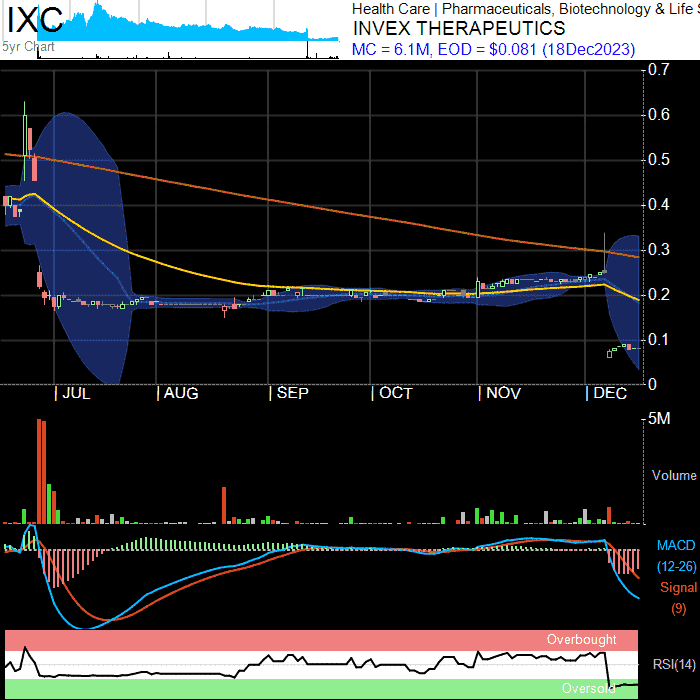 IXC
5yr Chart
Health Care | Pharmaceuticals, Biotechnology & Life S
INVEX THERAPEUTICS
MC = 6.1M, EOD = $0.081 (18Dec2023)
0.7
0.6
0.5
0.4
0.3
0.2
0.1
0
JUL AUG SEP OCT NOV DEC
5M
Volume
MACD
(12-26)
Signal
(9)
Overbought
RSI(14)
Oversold